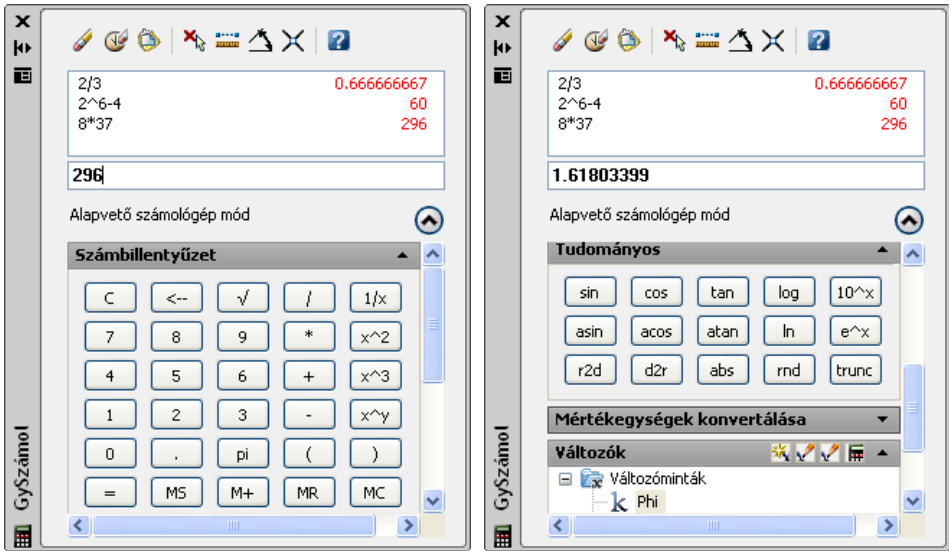 2/3 0.666666667
2^6-4 60
8*37 296
296
Alapvető számológép mód
Számbillentyűzet
C <-- √ / 1/x
7 8 9 * x^2
4 5 6 + x^3
1 2 3 - x^y
0 . pi ( )
= MS M+ MR MC
GySzámol
2/3 0.666666667
2^6-4 60
8*37 296
1.61803399
Alapvető számológép mód
Tudományos
sin cos tan log 10^x
asin acos atan ln e^x
r2d d2r abs rnd trunc
Mértékegységek konvertálása
Változók
Változóminták
k Phi
GySzámol